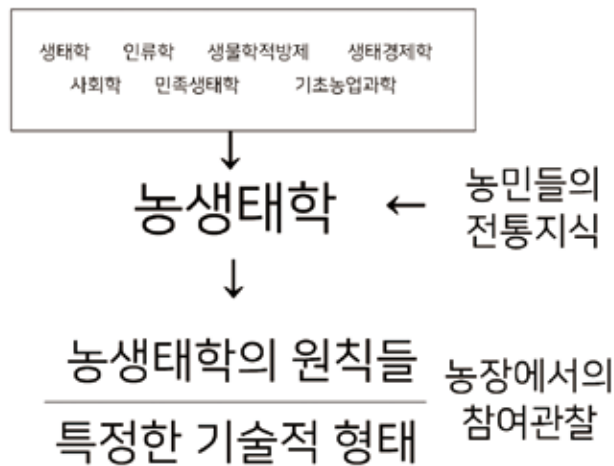 생태학 인류학 생물학적방제 생태경제학
사회학 민족생태학 기초농업과학
농생태학 ← 농민들의
전통지식
농생태학의 원칙들
특정한 기술적 형태
농장에서의
참여관찰